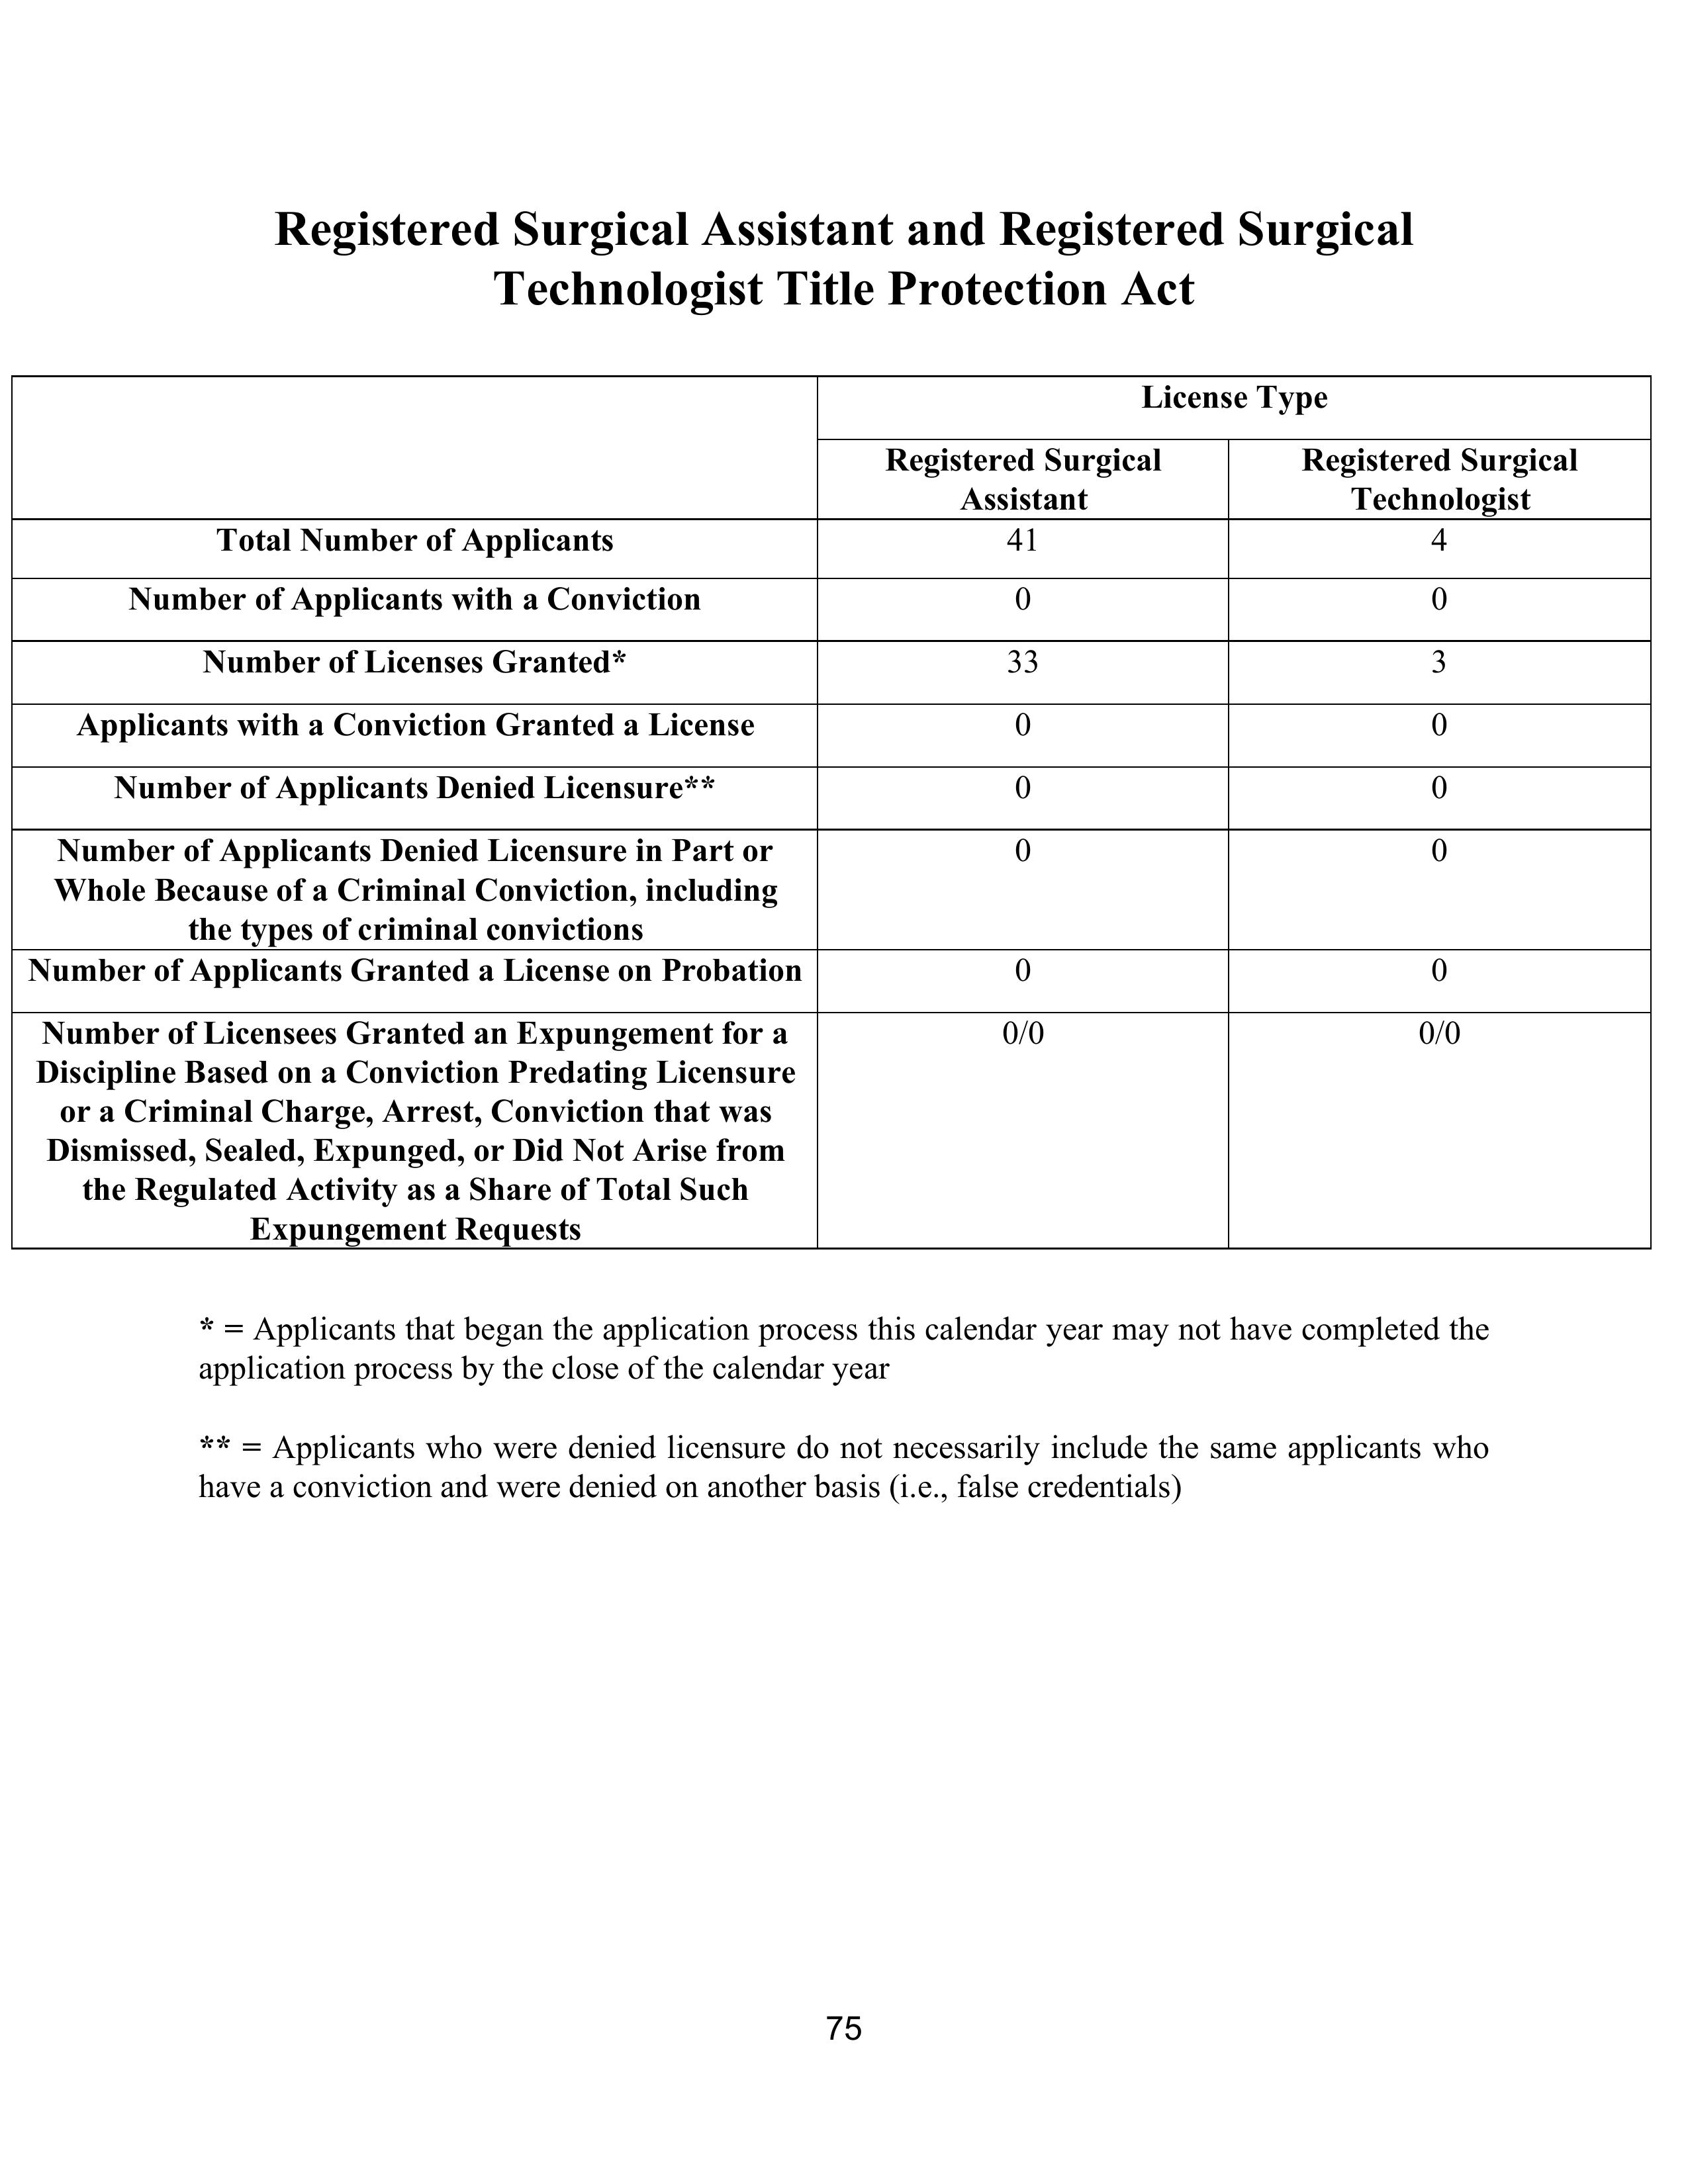 Registered Surgical Assistant and Registered Surgical
Technologist Title Protection Act
License Type
Registered Surgical
Assistant
Registered Surgical
Technologist
Total Number of Applicants 41 4
Number of Applicants with a Conviction 0 0
Number of Licenses Granted* 33 3
Applicants with a Conviction Granted a License 0 0
Number of Applicants Denied Licensure** 0 0
Number of Applicants Denied Licensure in Part or 0 0
Whole Because of a Criminal Conviction, including
the types of criminal convictions
Number of Applicants Granted a License on Probation 0 0
Number of Licensees Granted an Expungement for a 0/0 0/0
Discipline Based on a Conviction Predating Licensure
or a Criminal Charge, Arrest, Conviction that was
Dismissed, Sealed, Expunged, or Did Not Arise from
the Regulated Activity as a Share of Total Such
Expungement Requests
* = Applicants that began the application process this calendar year may not have completed the
application process by the close of the calendar year
** = Applicants who were denied licensure do not necessarily include the same applicants who
have a conviction and were denied on another basis (i.e., false credentials)
75